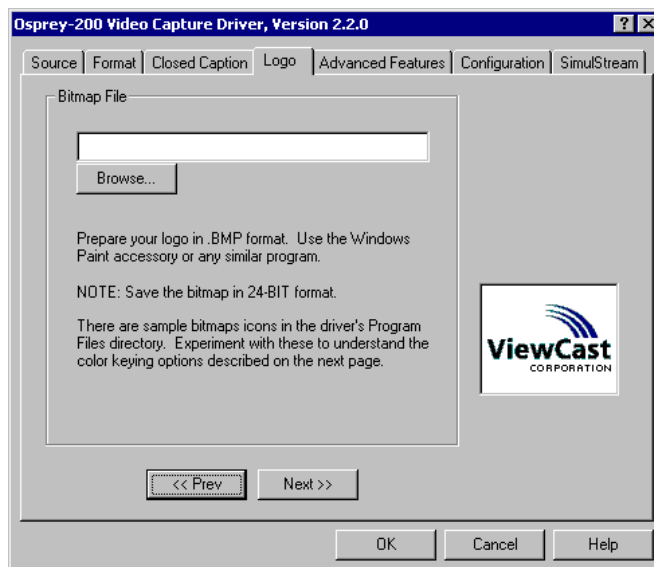 Osprey-200 Video Capture Driver, Version 2.2.0
? X
Source Format Closed Caption Logo Advanced Features Configuration SimulStream
Bitmap File
Browse...
Prepare your logo in .BMP format. Use the Windows
Paint accessory or any similar program.
NOTE: Save the bitmap in 24-BIT format.
There are sample bitmaps icons in the driver's Program
Files directory. Experiment with these to understand the
color keying options described on the next page.
ViewCast
CORPORATION
<< Prev Next >>
OK Cancel Help